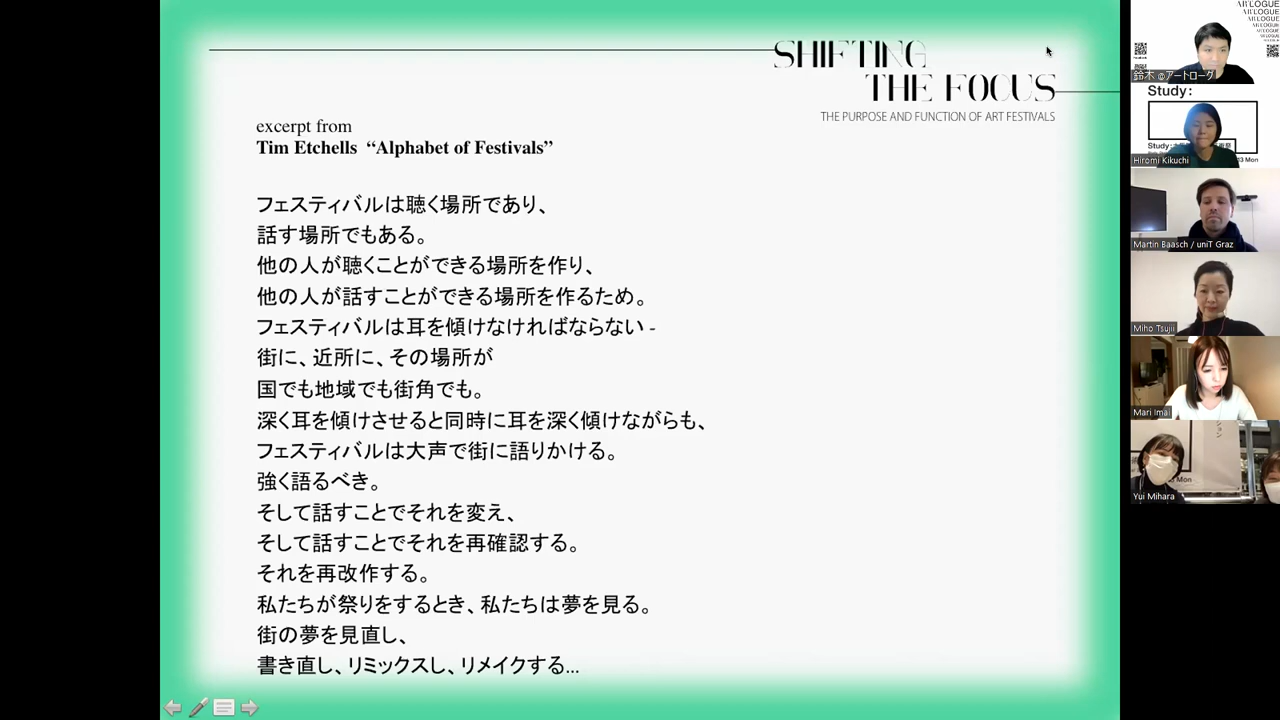 SHIFTING
THE FOCUS
THE PURPOSE AND FUNCTION OF ART FESTIVALS
excerpt from
Tim Etchells “Alphabet of Festivals”
フェスティバルは聴く場所であり、
話す場所でもある。
他の人が聴くことができる場所を作り、
他の人が話すことができる場所を作るため。
フェスティバルは耳を傾けなければならない -
街に、近所に、その場所が
国でも地域でも街角でも。
深く耳を傾けさせると同時に耳を深く傾けながらも、
フェスティバルは大声で街に語りかける。
強く語るべき。
そして話すことでそれを変え、
そして話すことでそれを再確認する。
それを再改作する。
私たちが祭りをするとき、私たちは夢を見る。
街の夢を見直し、
書き直し、リミックスし、リメイクする...
鈴木 @アートローグ
Study:
Hiromi Kikuchi
Martin Baasch / uniT Graz
Miho Tsujii
Mari Imai
Yui Mihara